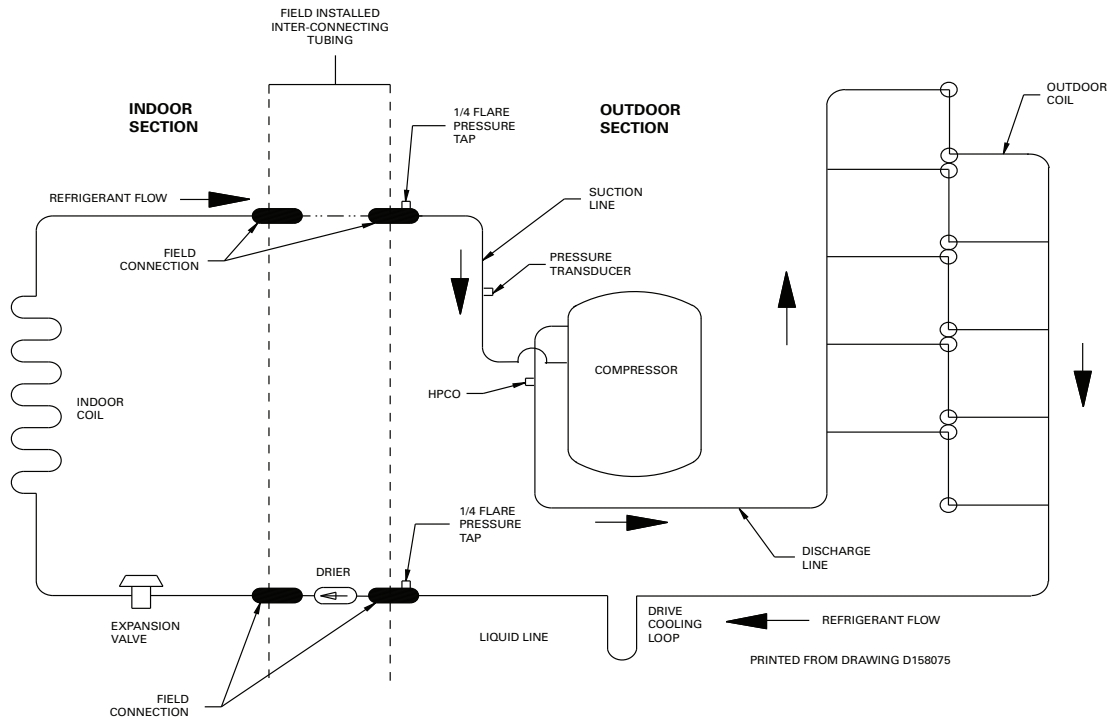 FIELD INSTALLED
INTER-CONNECTING
TUBING
INDOOR
SECTION
1/4 FLARE
PRESSURE
TAP
OUTDOOR
SECTION
OUTDOOR
COIL
REFRIGERANT FLOW
SUCTION
LINE
FIELD
CONNECTION
PRESSURE
TRANSDUCER
COMPRESSOR
HPCO
INDOOR
COIL
1/4 FLARE
PRESSURE
TAP
DISCHARGE
LINE
DRIER
EXPANSION
VALVE
LIQUID LINE
DRIVE
COOLING
LOOP
REFRIGERANT FLOW
PRINTED FROM DRAWING D158075
FIELD
CONNECTION